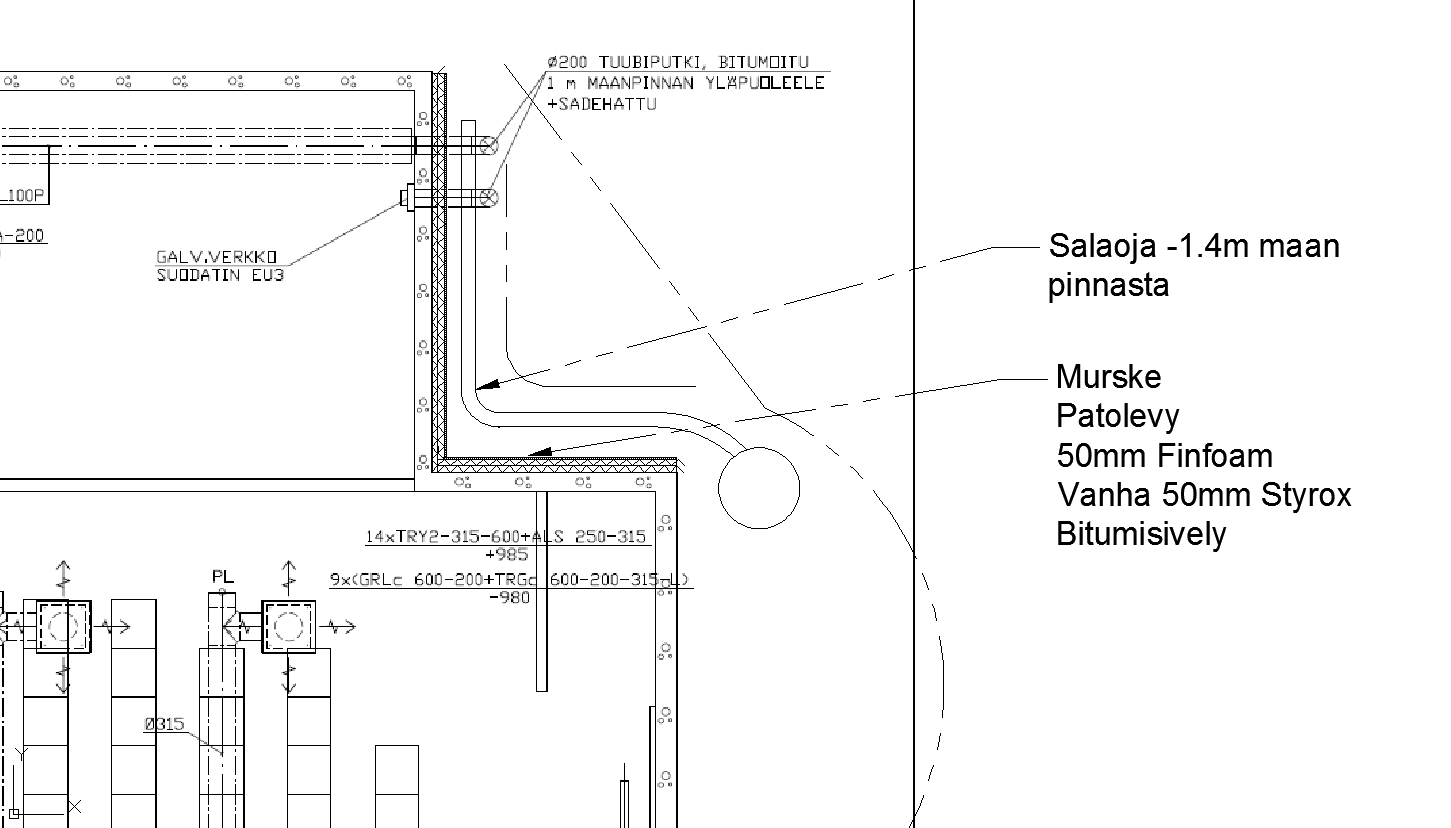 Ø200 TUUBIPUTKI, BITUMOITU
1 m MAANPINNAN YLÄPUOLEELE
+SADEHATTU
L100P
A-200
GALV.VERKKO
SUODATIN EU3
Salaoja -1.4m maan
pinnasta
Murske
Patolevy
50mm Finfoam
Vanha 50mm Styrox
Bitumisively
14xTRY2-315-600+ALS 250-315
+985
9x(GRLc 600-200+TRGc 600-200-315-L)
-980
PL
Ø315
Y
X